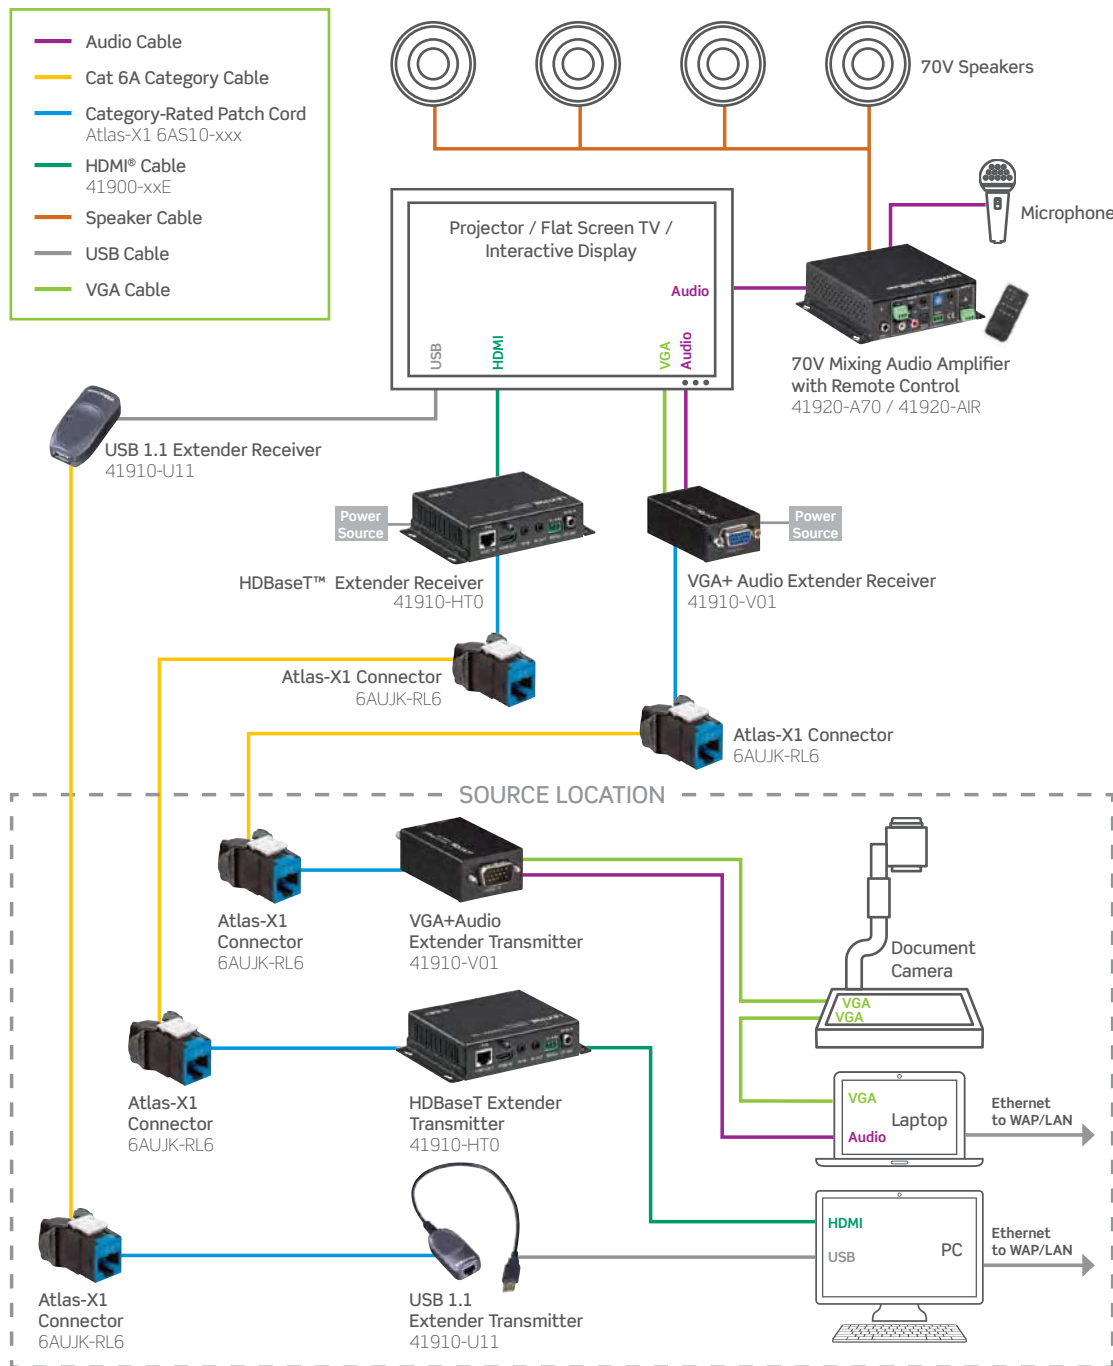 Audio Cable
Cat 6A Category Cable
Category-Rated Patch Cord
Atlas-X1 6AS10-xxx
HDMI® Cable
41900-xxE
Speaker Cable
USB Cable
VGA Cable
70V Speakers
Microphone
Projector / Flat Screen TV /
Interactive Display
Audio
USB
HDMI
VGA
Audio
70V Mixing Audio Amplifier
with Remote Control
41920-A70 / 41920-AIR
USB 1.1 Extender Receiver
41910-U11
Power
Source
HDBaseT™ Extender Receiver
41910-HT0
Power
Source
VGA+ Audio Extender Receiver
41910-V01
Atlas-X1 Connector
6AUJK-RL6
Atlas-X1 Connector
6AUJK-RL6
SOURCE LOCATION
Atlas-X1
Connector
6AUJK-RL6
VGA+Audio
Extender Transmitter
41910-V01
Document
Camera
VGA
VGA
Atlas-X1
Connector
6AUJK-RL6
HDBaseT Extender
Transmitter
41910-HT0
VGA
Laptop
Audio
Ethernet
to WAP/LAN
HDMI
USB
PC
Ethernet
to WAP/LAN
Atlas-X1
Connector
6AUJK-RL6
USB 1.1
Extender Transmitter
41910-U11